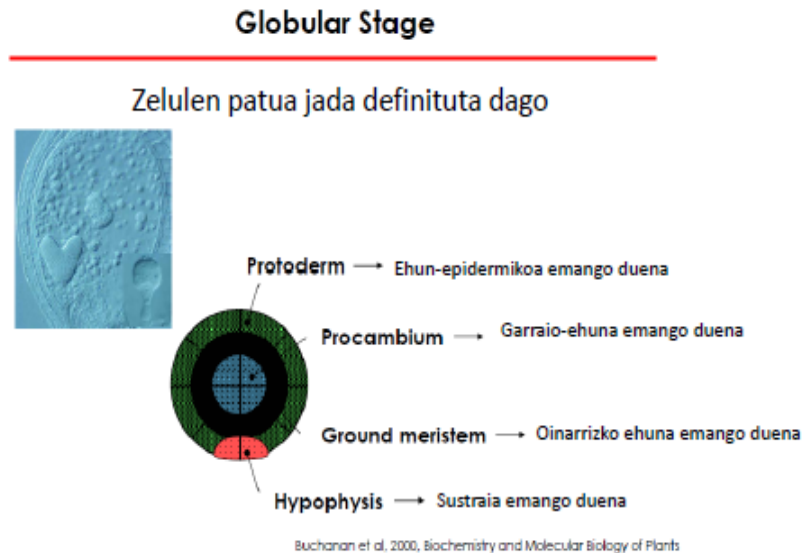 Globular Stage
Zelulen patua jada definituta dago
Protoderm → Ehun-epidermikoa emango duena
Procambium → Garraio-ehuna emango duena
Ground meristem → Oinarrizko ehuna emango duena
Hypophysis → Sustraia emango duena
Buchanan et al, 2000, Biochemistry and Molecular Biology of Plants